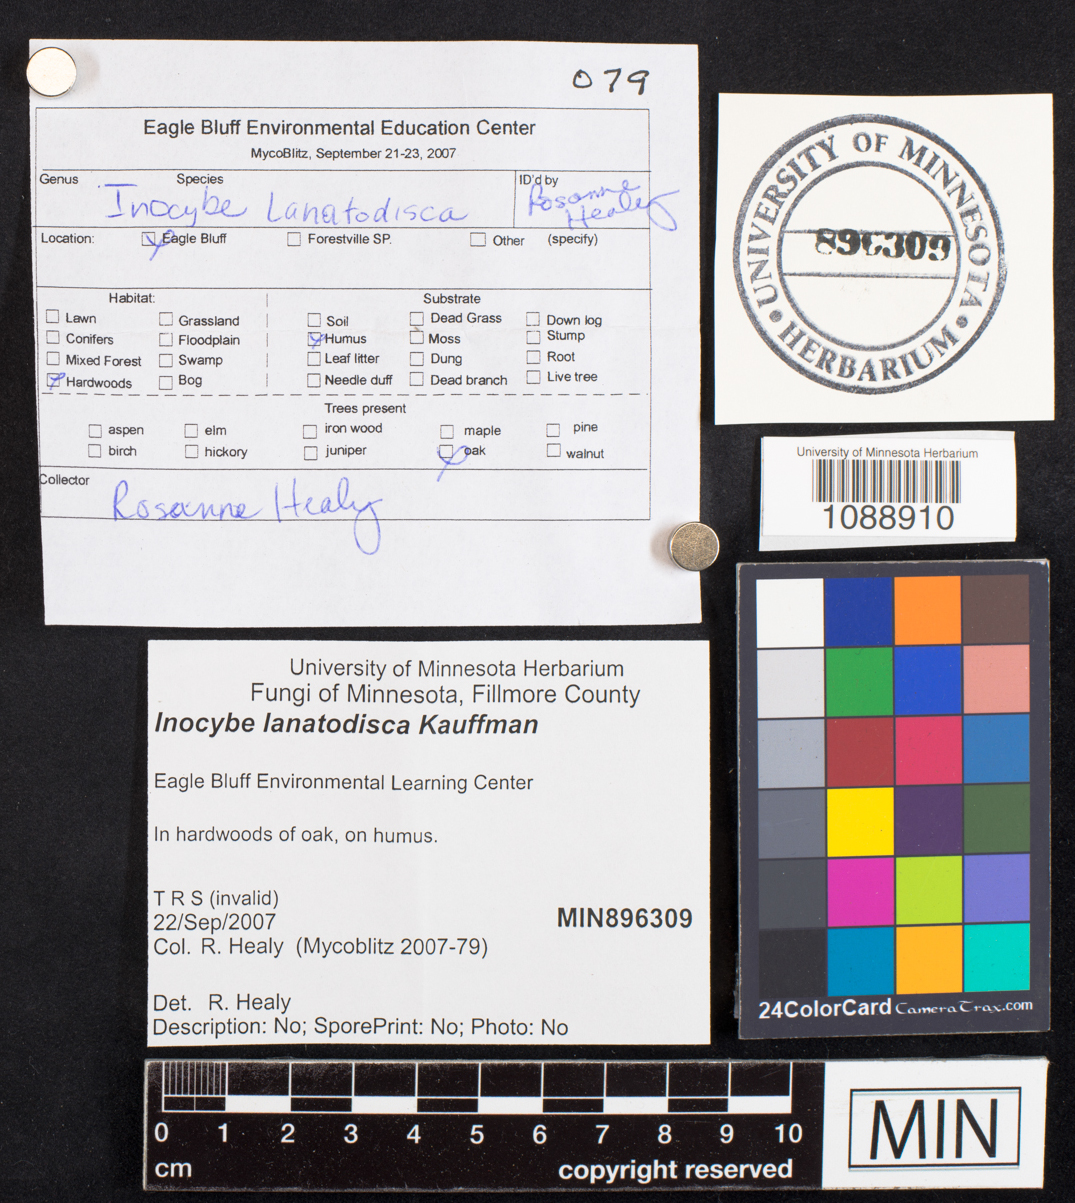 079
Eagle Bluff Environmental Education Center
MycoBlitz, September 21-23, 2007
Genus Species ID'd by
Inocybe Lanatodisca Rosanne Healy
Location: Eagle Bluff Forestville SP. Other (specify)
Habitat: Substrate
Lawn Grassland Soil Dead Grass Down log
Conifers Floodplain Humus Moss Stump
Mixed Forest Swamp Leaf litter Dung Root
Hardwoods Bog Needle duff Dead branch Live tree
Trees present
aspen elm iron wood maple pine
birch hickory juniper oak walnut
Collector
Rosanne Healy
UNIVERSITY OF MINNESOTA
896309
• HERBARIUM •
University of Minnesota Herbarium
1088910
University of Minnesota Herbarium
Fungi of Minnesota, Fillmore County
Inocybe lanatodisca Kauffman
Eagle Bluff Environmental Learning Center
In hardwoods of oak, on humus.
T R S (invalid)
22/Sep/2007 MIN896309
Col. R. Healy (Mycoblitz 2007-79)
Det. R. Healy
Description: No; SporePrint: No; Photo: No
24ColorCard CameraTrax.com
0 1 2 3 4 5 6 7 8 9 10
cm copyright reserved
MIN